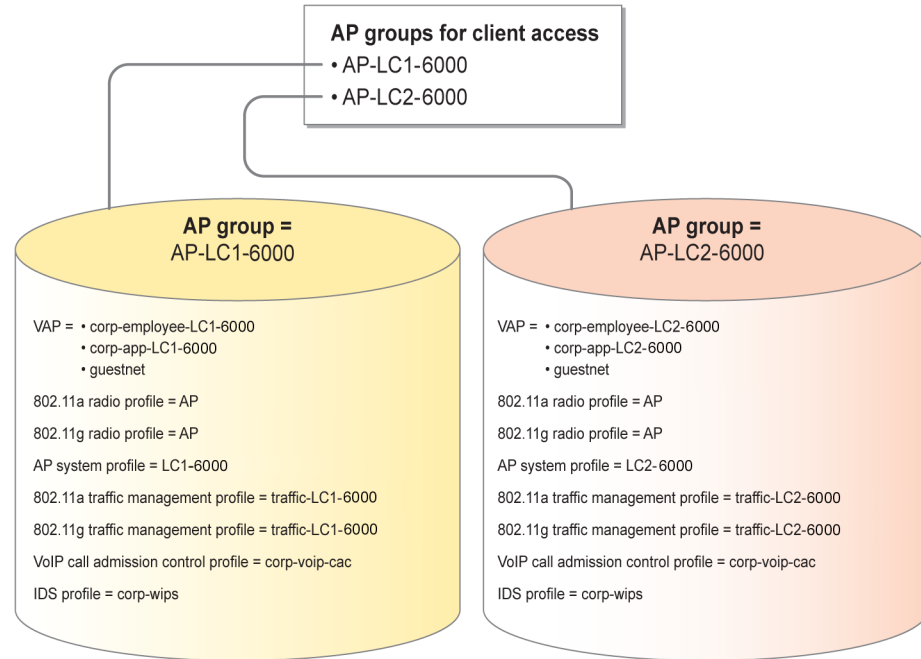 AP groups for client access
• AP-LC1-6000
• AP-LC2-6000
AP group =
AP-LC1-6000
VAP = • corp-employee-LC1-6000
• corp-app-LC1-6000
• guestnet
802.11a radio profile = AP
802.11g radio profile = AP
AP system profile = LC1-6000
802.11a traffic management profile = traffic-LC1-6000
802.11g traffic management profile = traffic-LC1-6000
VoIP call admission control profile = corp-voip-cac
IDS profile = corp-wips
AP group =
AP-LC2-6000
VAP = • corp-employee-LC2-6000
• corp-app-LC2-6000
• guestnet
802.11a radio profile = AP
802.11g radio profile = AP
AP system profile = LC2-6000
802.11a traffic management profile = traffic-LC2-6000
802.11g traffic management profile = traffic-LC2-6000
VoIP call admission control profile = corp-voip-cac
IDS profile = corp-wips